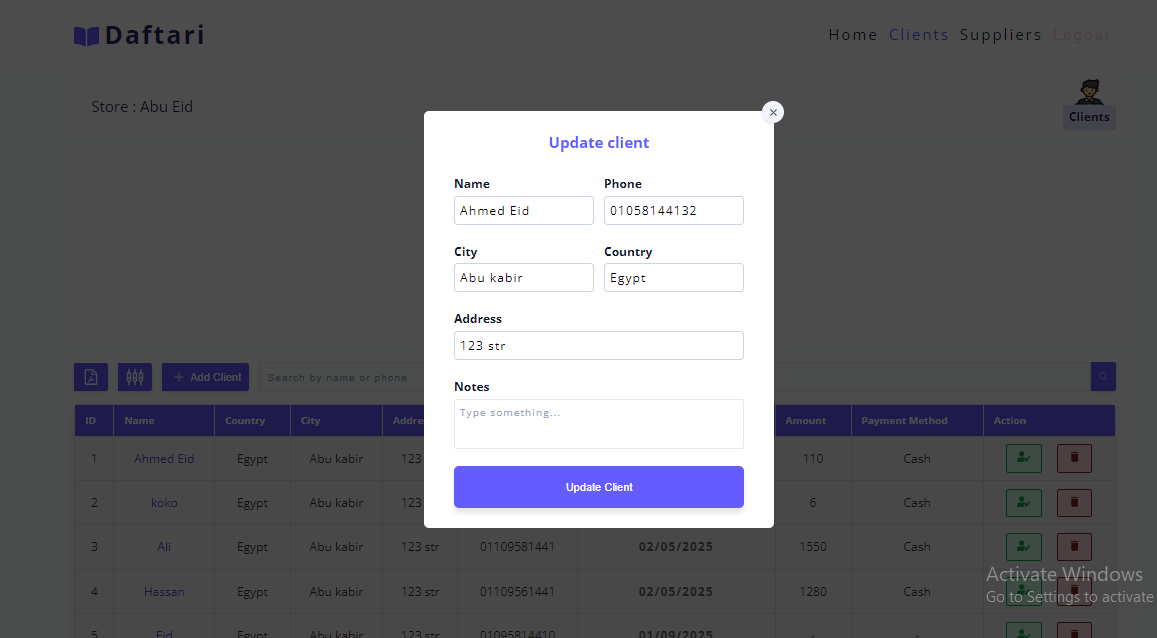 Daftari
Home Clients Suppliers Logout
Store : Abu Eid
Clients
×
Update client
Name Phone
Ahmed Eid 01058144132
City Country
Abu kabir Egypt
Address
123 str
Notes
Type something...
Update Client
+ Add Client Search by name or phone
ID Name Country City Addre Amount Payment Method Action
1 Ahmed Eid Egypt Abu kabir 123 110 Cash
2 koko Egypt Abu kabir 123 6 Cash
3 Ali Egypt Abu kabir 123 str 01109581441 02/05/2025 1550 Cash
4 Hassan Egypt Abu kabir 123 str 0110956​1441 02/05/2025 1280 Cash
5 Eid Egypt Abu kabir 123 str 01095814410 01/09/2025 - -
Activate Windows
Go to Settings to activate